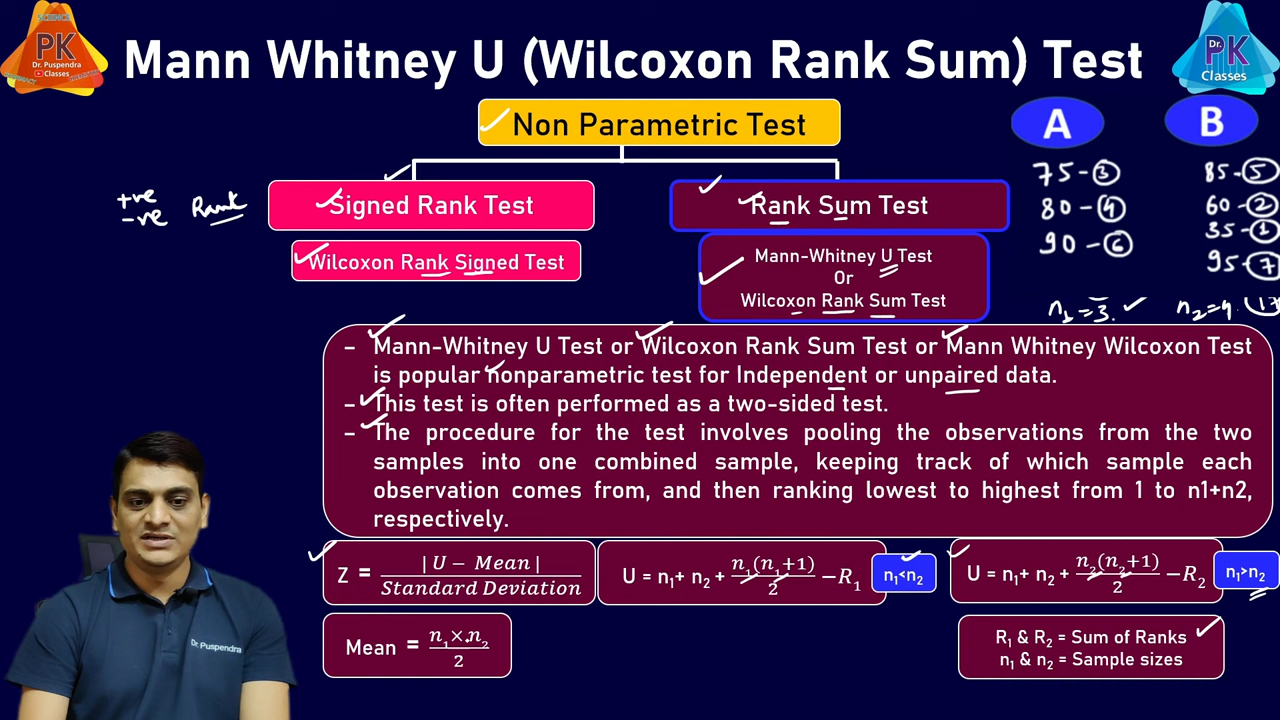 SCIENCE
PK
Dr. Puspendra
Classes
Mann Whitney U (Wilcoxon Rank Sum) Test
Dr.
PK
Classes
Non Parametric Test
A
B
+ve
-ve
Rank
Signed Rank Test
Rank Sum Test
Wilcoxon Rank Signed Test
Mann-Whitney U Test
Or
Wilcoxon Rank Sum Test
75-3
80-4
90-6
n₁=3.
85-5
60-2
35-1
95-7
n₂=4.
– Mann-Whitney U Test or Wilcoxon Rank Sum Test or Mann Whitney Wilcoxon Test
is popular nonparametric test for Independent or unpaired data.
– This test is often performed as a two-sided test.
– The procedure for the test involves pooling the observations from the two
samples into one combined sample, keeping track of which sample each
observation comes from, and then ranking lowest to highest from 1 to n1+n2,
respectively.
Z = | U - Mean | / Standard Deviation
U = n₁+ n₂ + n₁(n₁+1)/2 -R₁
n₁<n₂
U = n₁+ n₂ + n₂(n₂+1)/2 -R₂
n₁>n₂
Mean = n₁×n₂/2
R₁ & R₂ = Sum of Ranks
n₁ & n₂ = Sample sizes
Dr. Puspendra